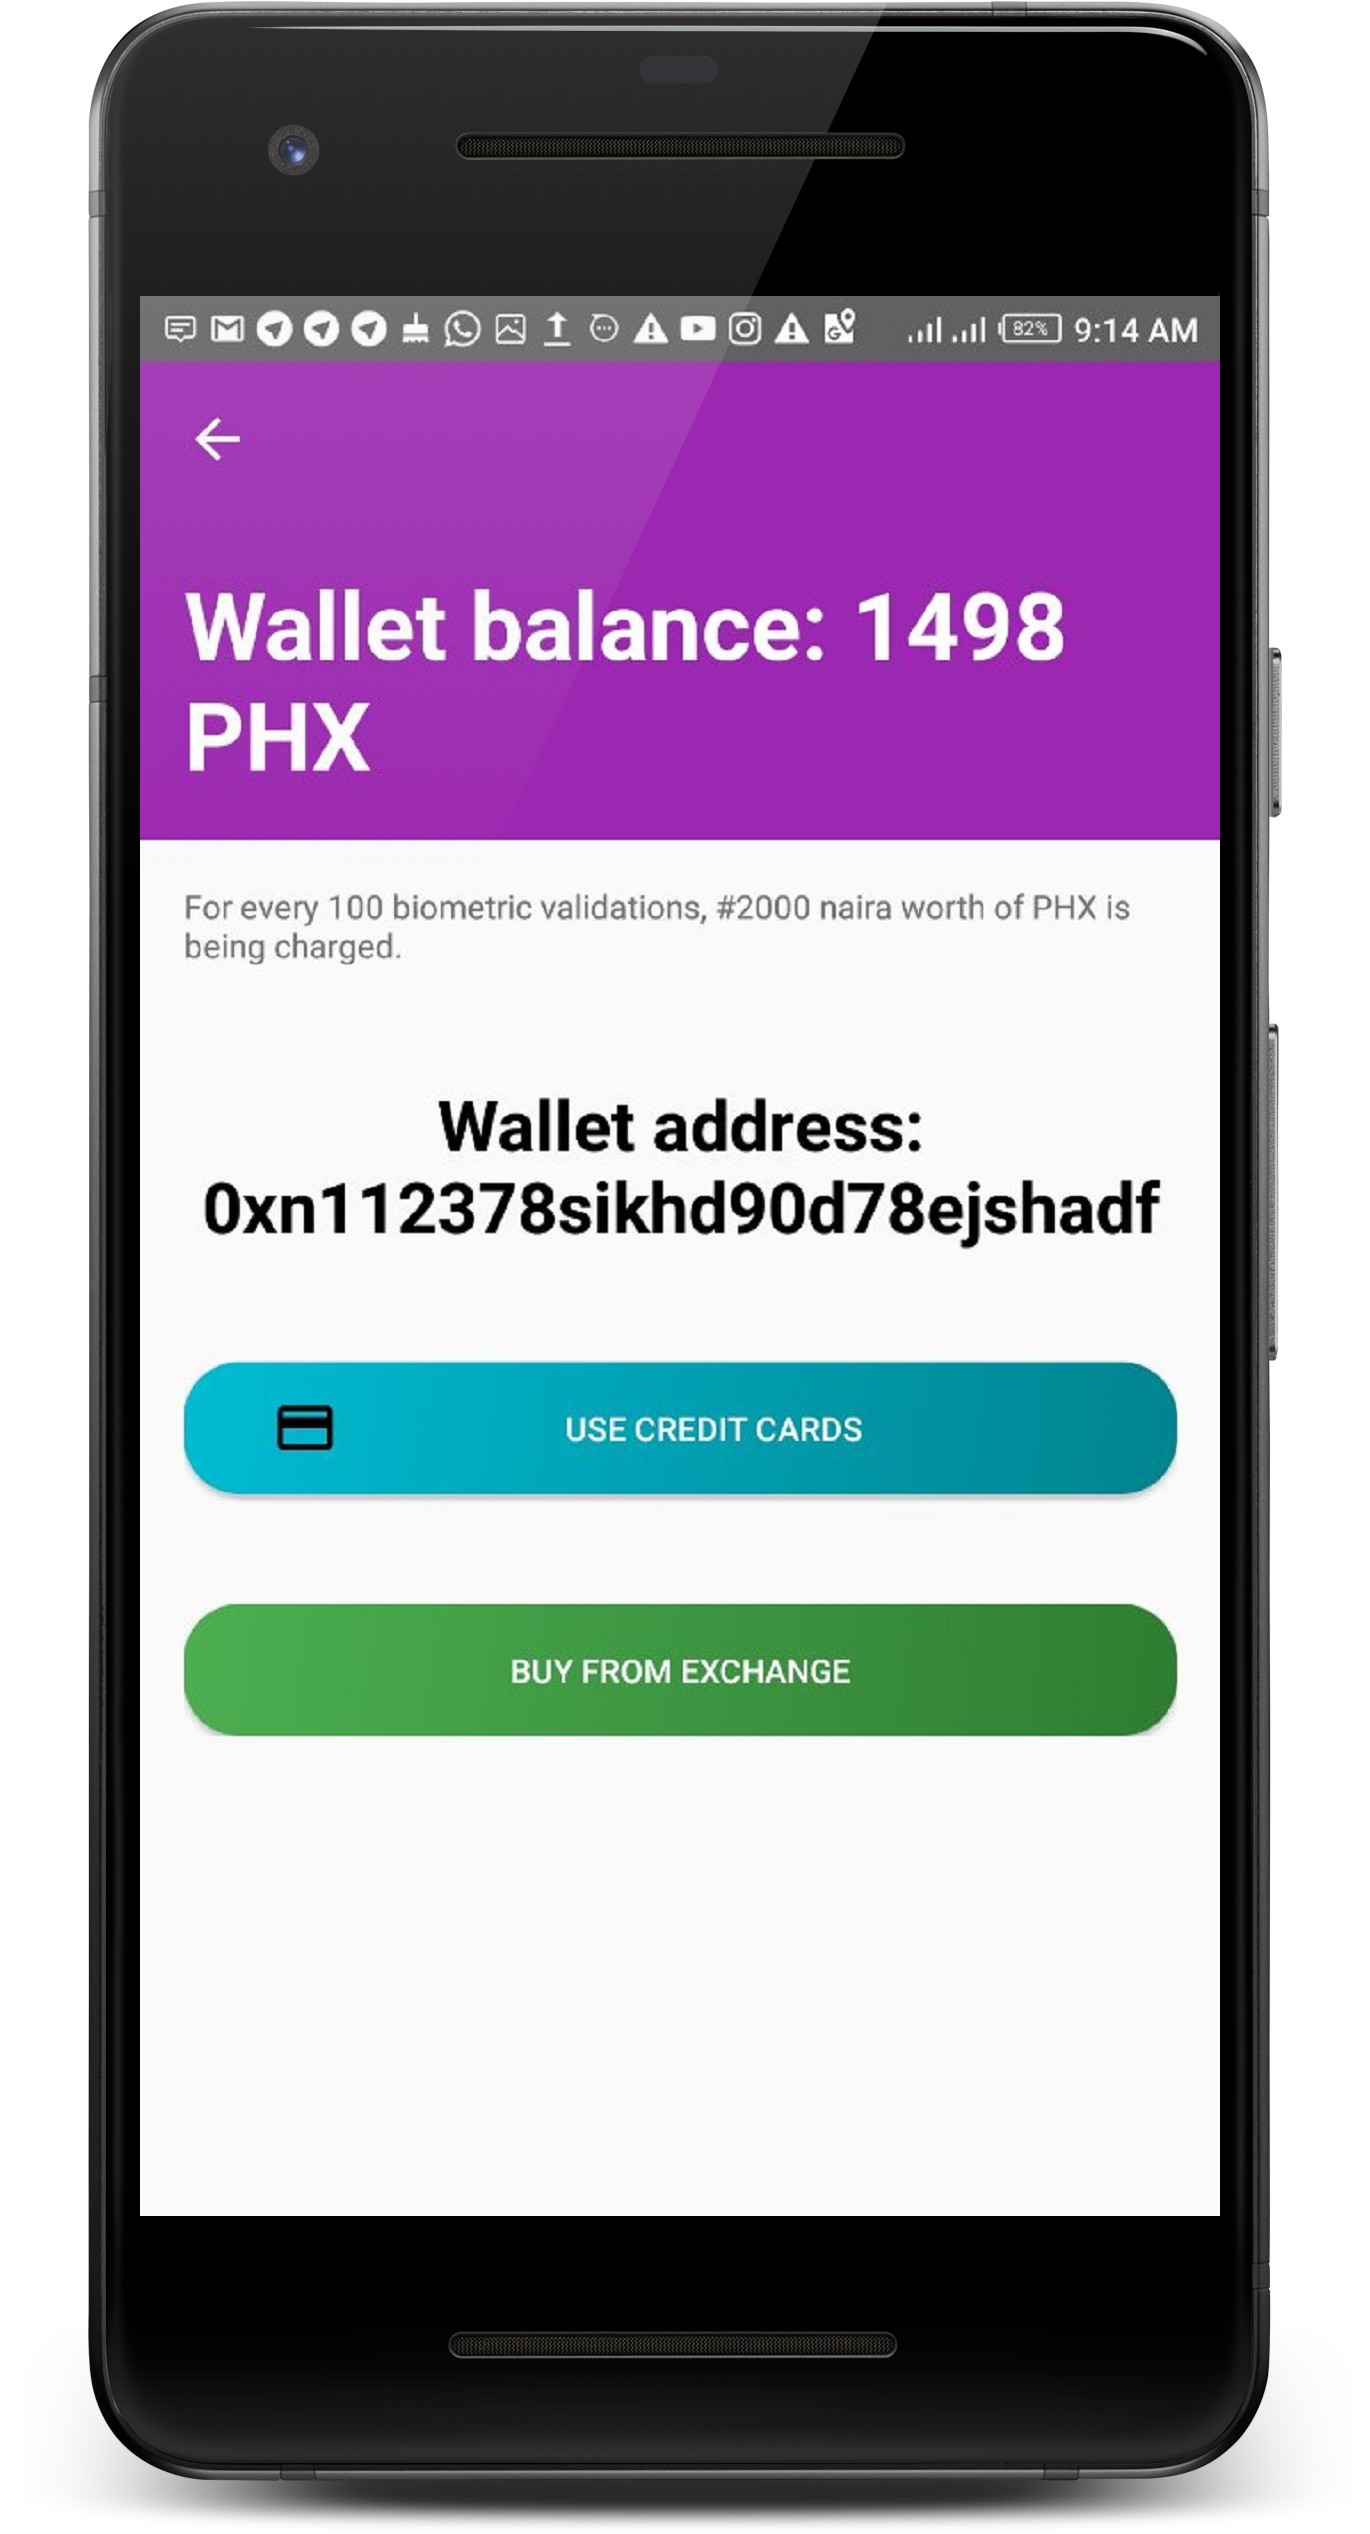 82% 9:14 AM
Wallet balance: 1498
PHX
For every 100 biometric validations, #2000 naira worth of PHX is
being charged.
Wallet address:
0xn112378sikhd90d78ejshadf
USE CREDIT CARDS
BUY FROM EXCHANGE